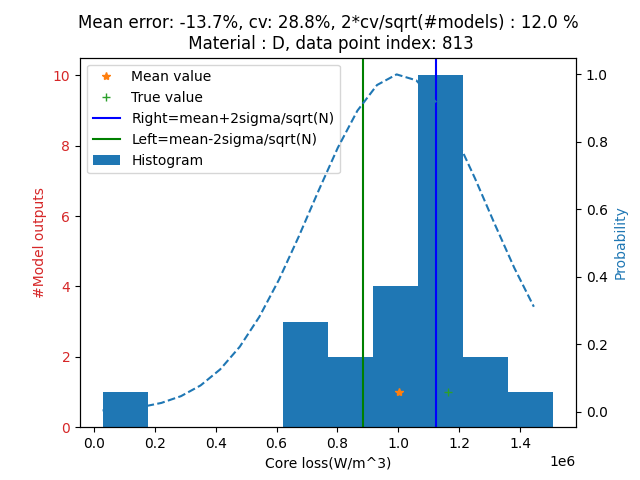 Mean error: -13.7%, cv: 28.8%, 2*cv/sqrt(#models) : 12.0 %
Material : D, data point index: 813
Mean value
True value
Right=mean+2sigma/sqrt(N)
Left=mean-2sigma/sqrt(N)
Histogram
#Model outputs
10
8
6
4
2
0
Probability
1.0
0.8
0.6
0.4
0.2
0.0
0.0 0.2 0.4 0.6 0.8 1.0 1.2 1.4
1e6
Core loss(W/m^3)